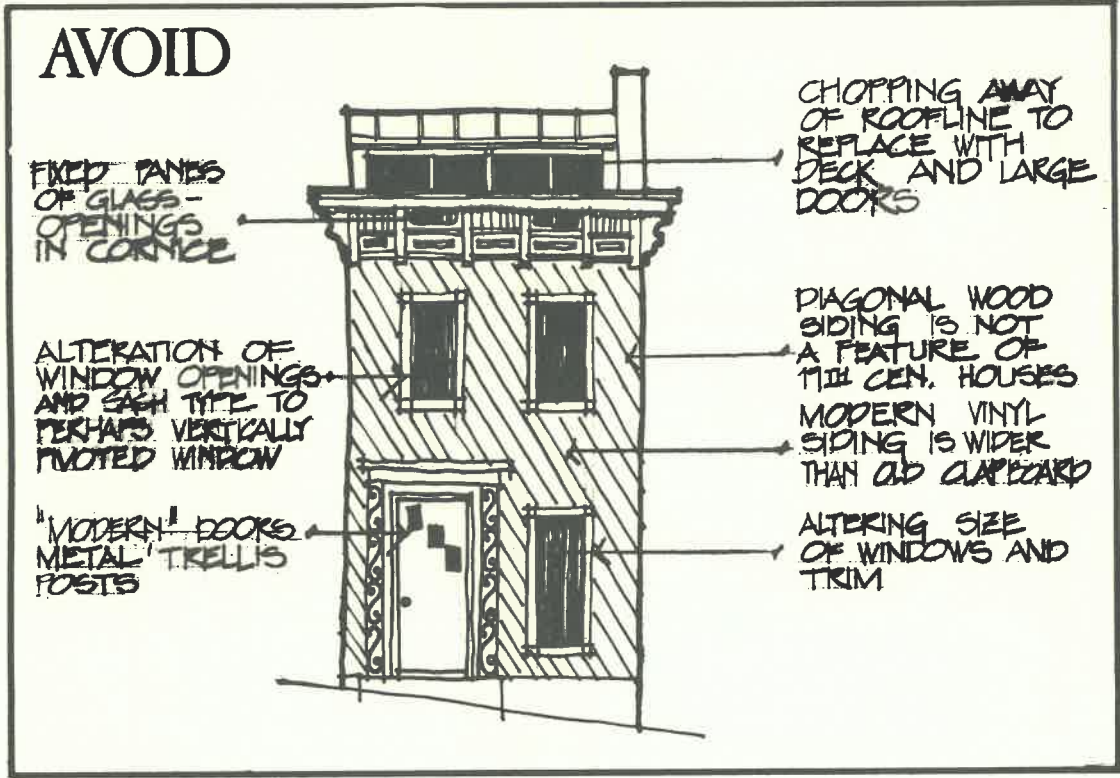 AVOID
FIXED PANES
OF GLASS-
OPENINGS
IN CORNICE
ALTERATION OF
WINDOW OPENINGS
AND SASH TYPE TO
PERHAPS VERTICALLY
PIVOTED WINDOW
"MODERN" DOORS
METAL TRELLIS
POSTS
CHOPPING AWAY
OF ROOFLINE TO
REPLACE WITH
DECK AND LARGE
DOORS
DIAGONAL WOOD
SIDING IS NOT
A FEATURE OF
19TH CEN. HOUSES
MODERN VINYL
SIDING IS WIDER
THAN OLD CLAPBOARD
ALTERING SIZE
OF WINDOWS AND
TRIM